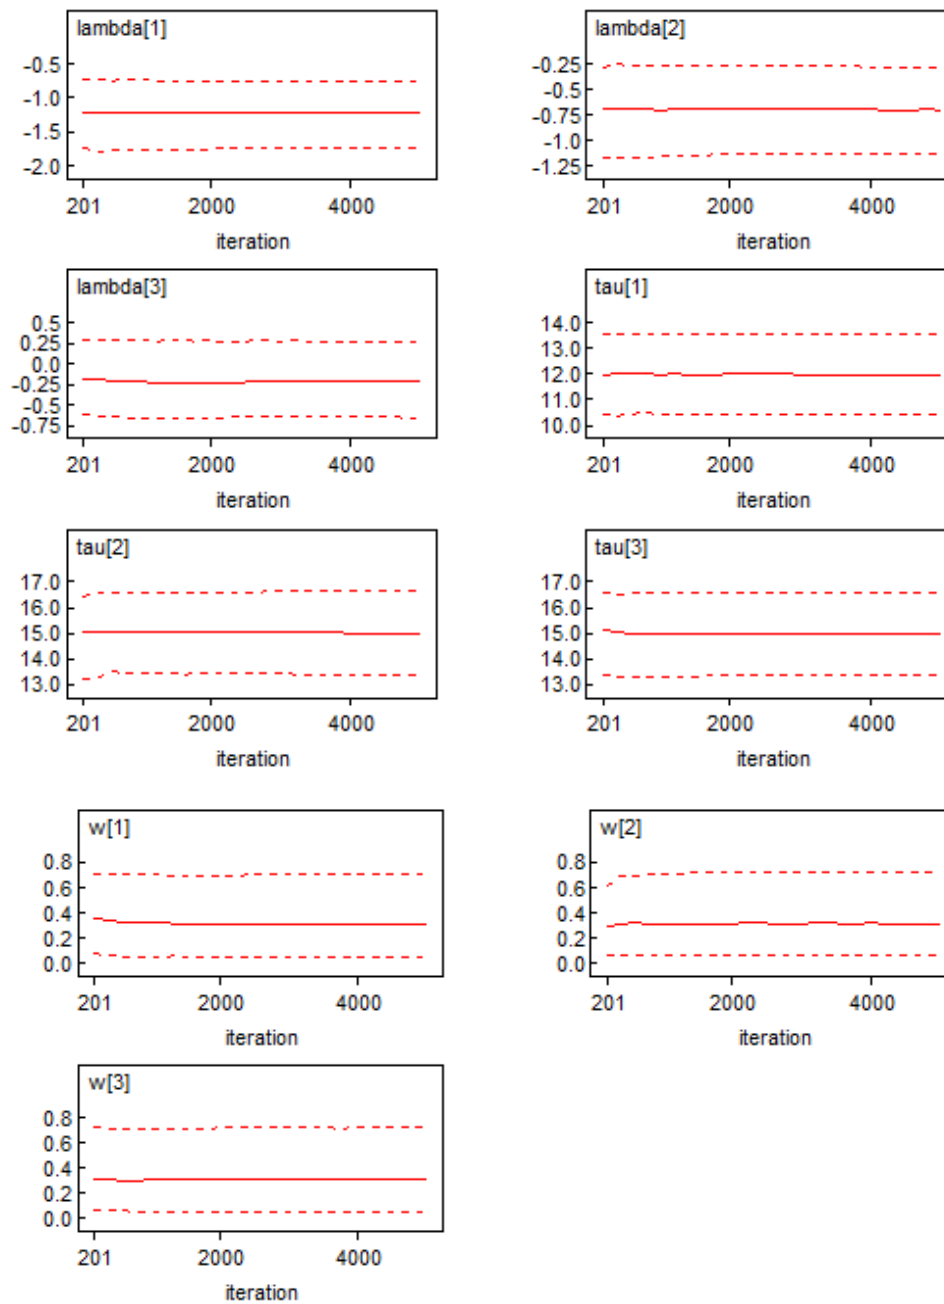 lambda[1]
-0.5
-1.0
-1.5
-2.0
201 2000 4000
iteration
lambda[2]
-0.25
-0.5
-0.75
-1.0
-1.25
201 2000 4000
iteration
lambda[3]
0.5
0.25
0.0
-0.25
-0.5
-0.75
201 2000 4000
iteration
tau[1]
14.0
13.0
12.0
11.0
10.0
201 2000 4000
iteration
tau[2]
17.0
16.0
15.0
14.0
13.0
201 2000 4000
iteration
tau[3]
17.0
16.0
15.0
14.0
13.0
201 2000 4000
iteration
w[1]
0.8
0.6
0.4
0.2
0.0
201 2000 4000
iteration
w[2]
0.8
0.6
0.4
0.2
0.0
201 2000 4000
iteration
w[3]
0.8
0.6
0.4
0.2
0.0
201 2000 4000
iteration